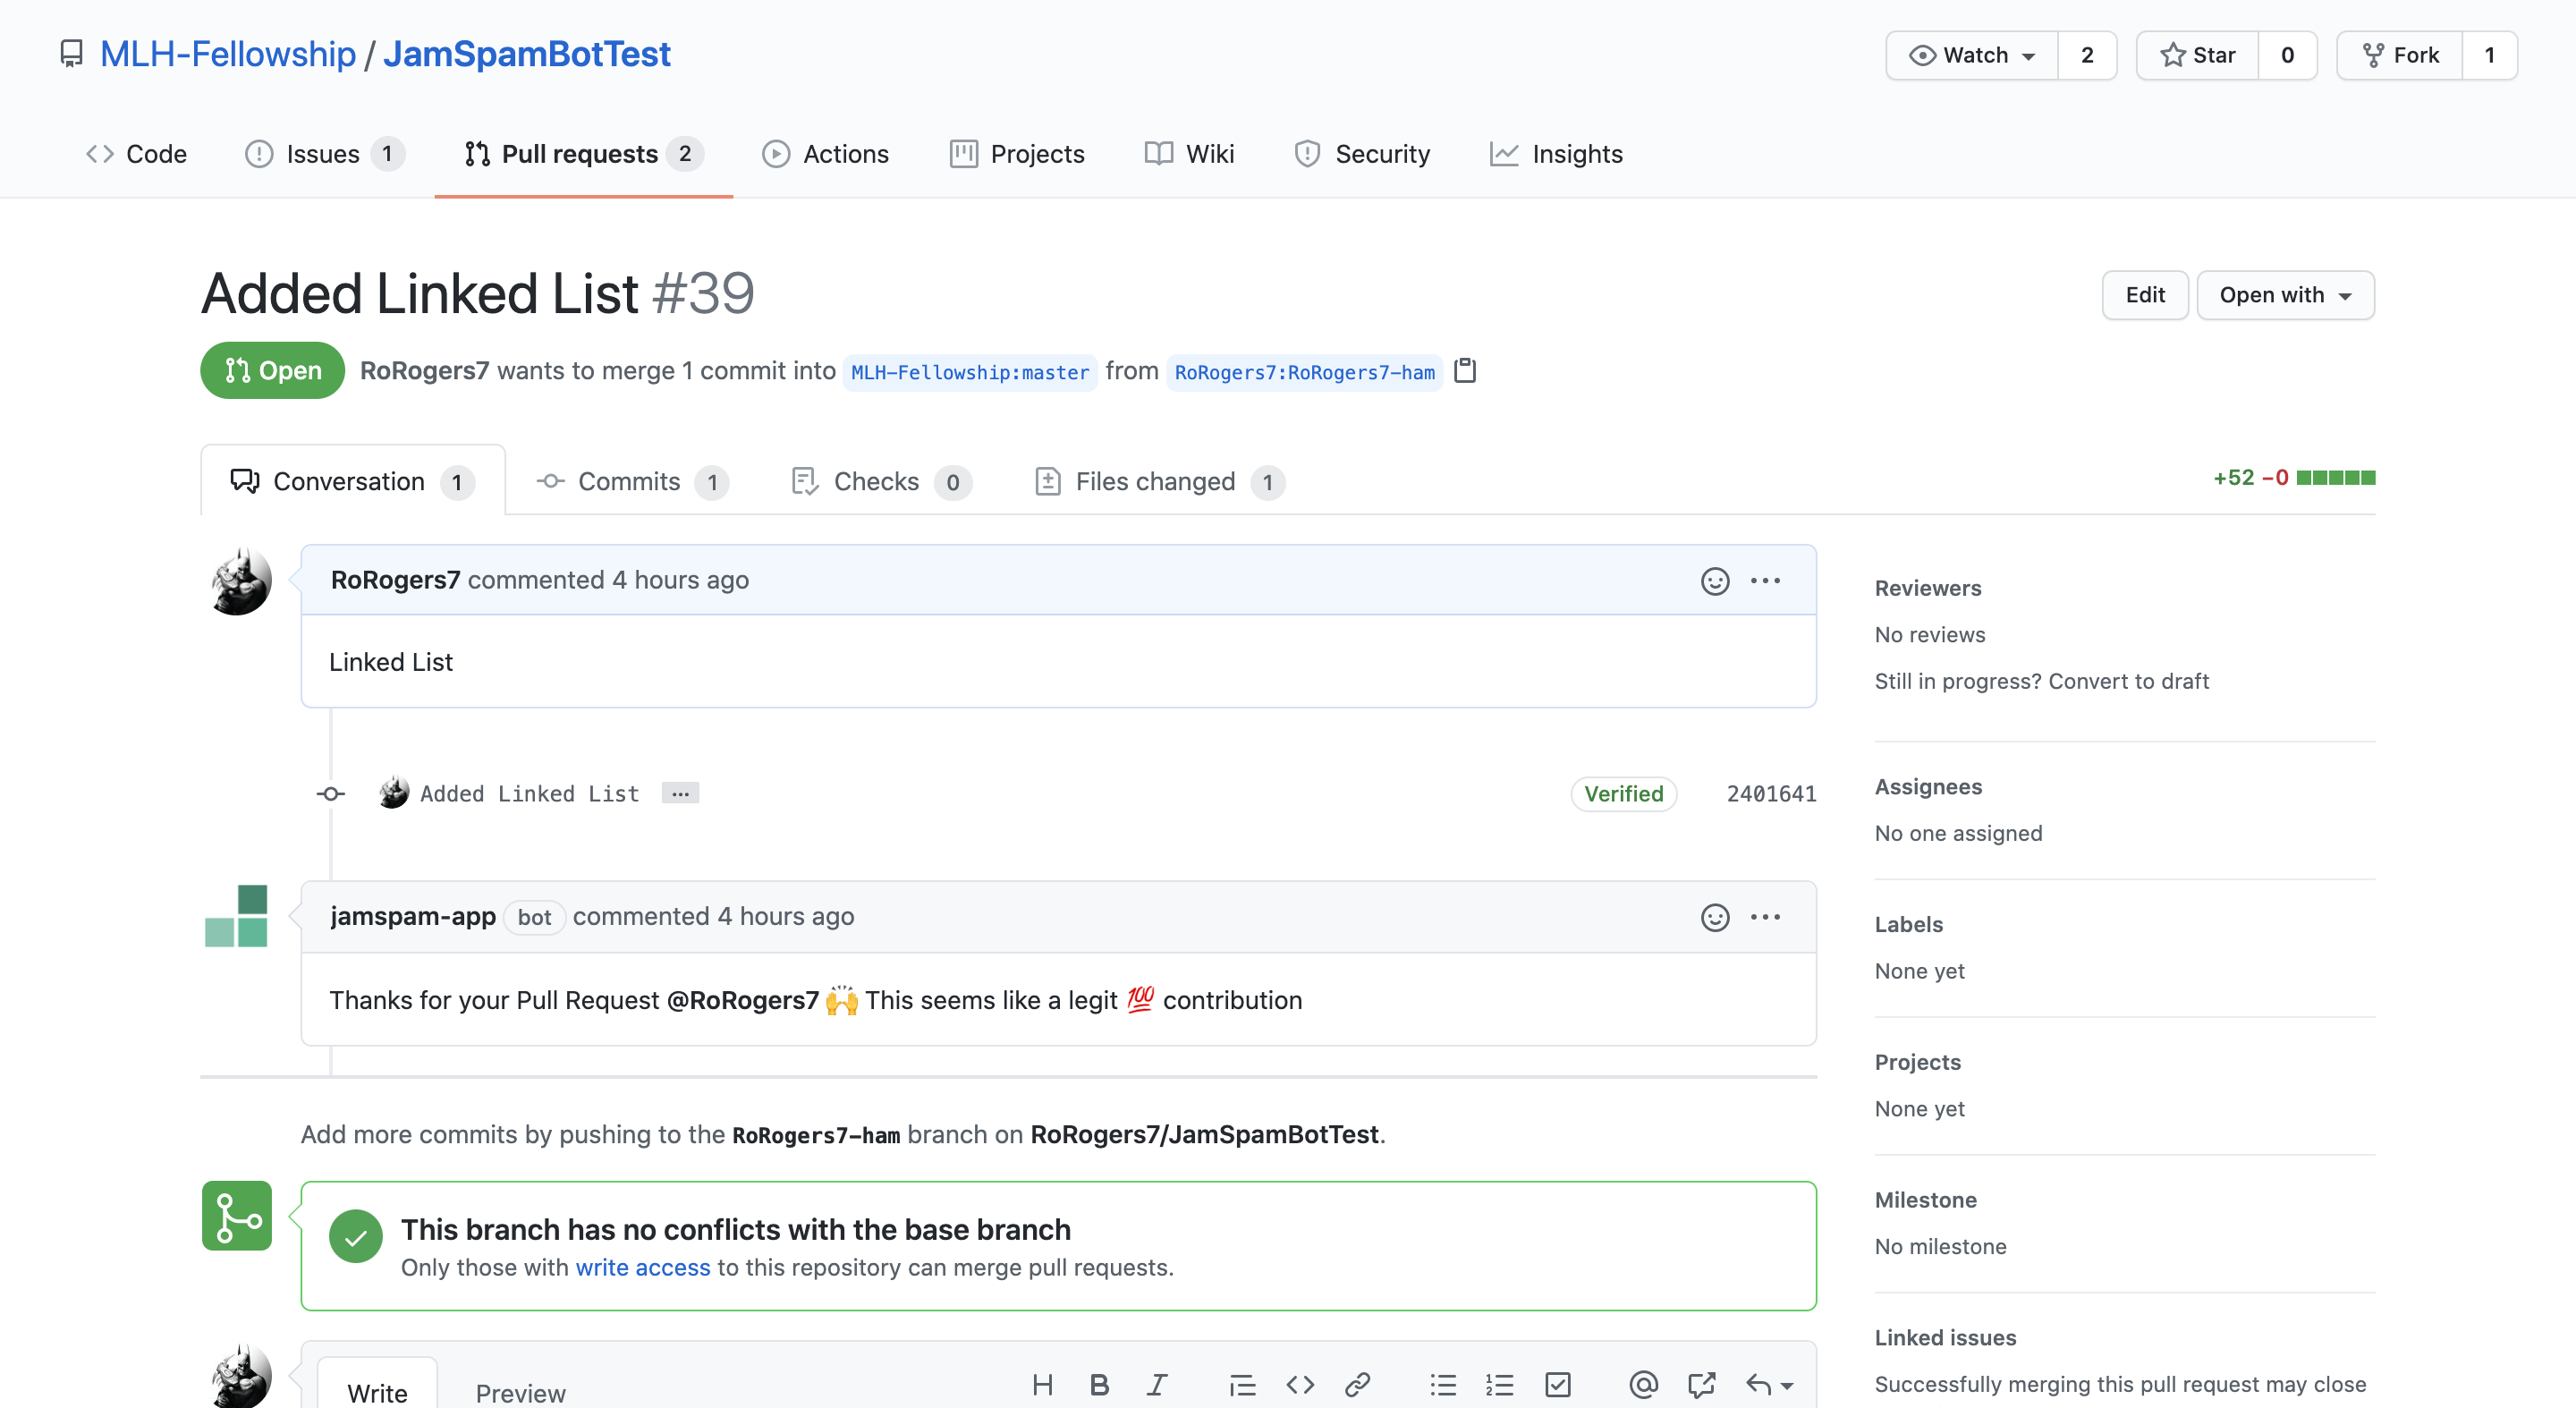 MLH-Fellowship / JamSpamBotTest
Watch 2 Star 0 Fork 1
Code Issues 1 Pull requests 2 Actions Projects Wiki Security Insights
Added Linked List #39
Edit Open with
Open RoRogers7 wants to merge 1 commit into MLH-Fellowship:master from RoRogers7:RoRogers7-ham
Conversation 1 Commits 1 Checks 0 Files changed 1
+52 −0
RoRogers7 commented 4 hours ago
Linked List
Added Linked List ... Verified 2401641
jamspam-app bot commented 4 hours ago
Thanks for your Pull Request @RoRogers7 🙌 This seems like a legit 💯 contribution
Add more commits by pushing to the RoRogers7-ham branch on RoRogers7/JamSpamBotTest.
This branch has no conflicts with the base branch
Only those with write access to this repository can merge pull requests.
Write Preview
Reviewers
No reviews
Still in progress? Convert to draft
Assignees
No one assigned
Labels
None yet
Projects
None yet
Milestone
No milestone
Linked issues
Successfully merging this pull request may close